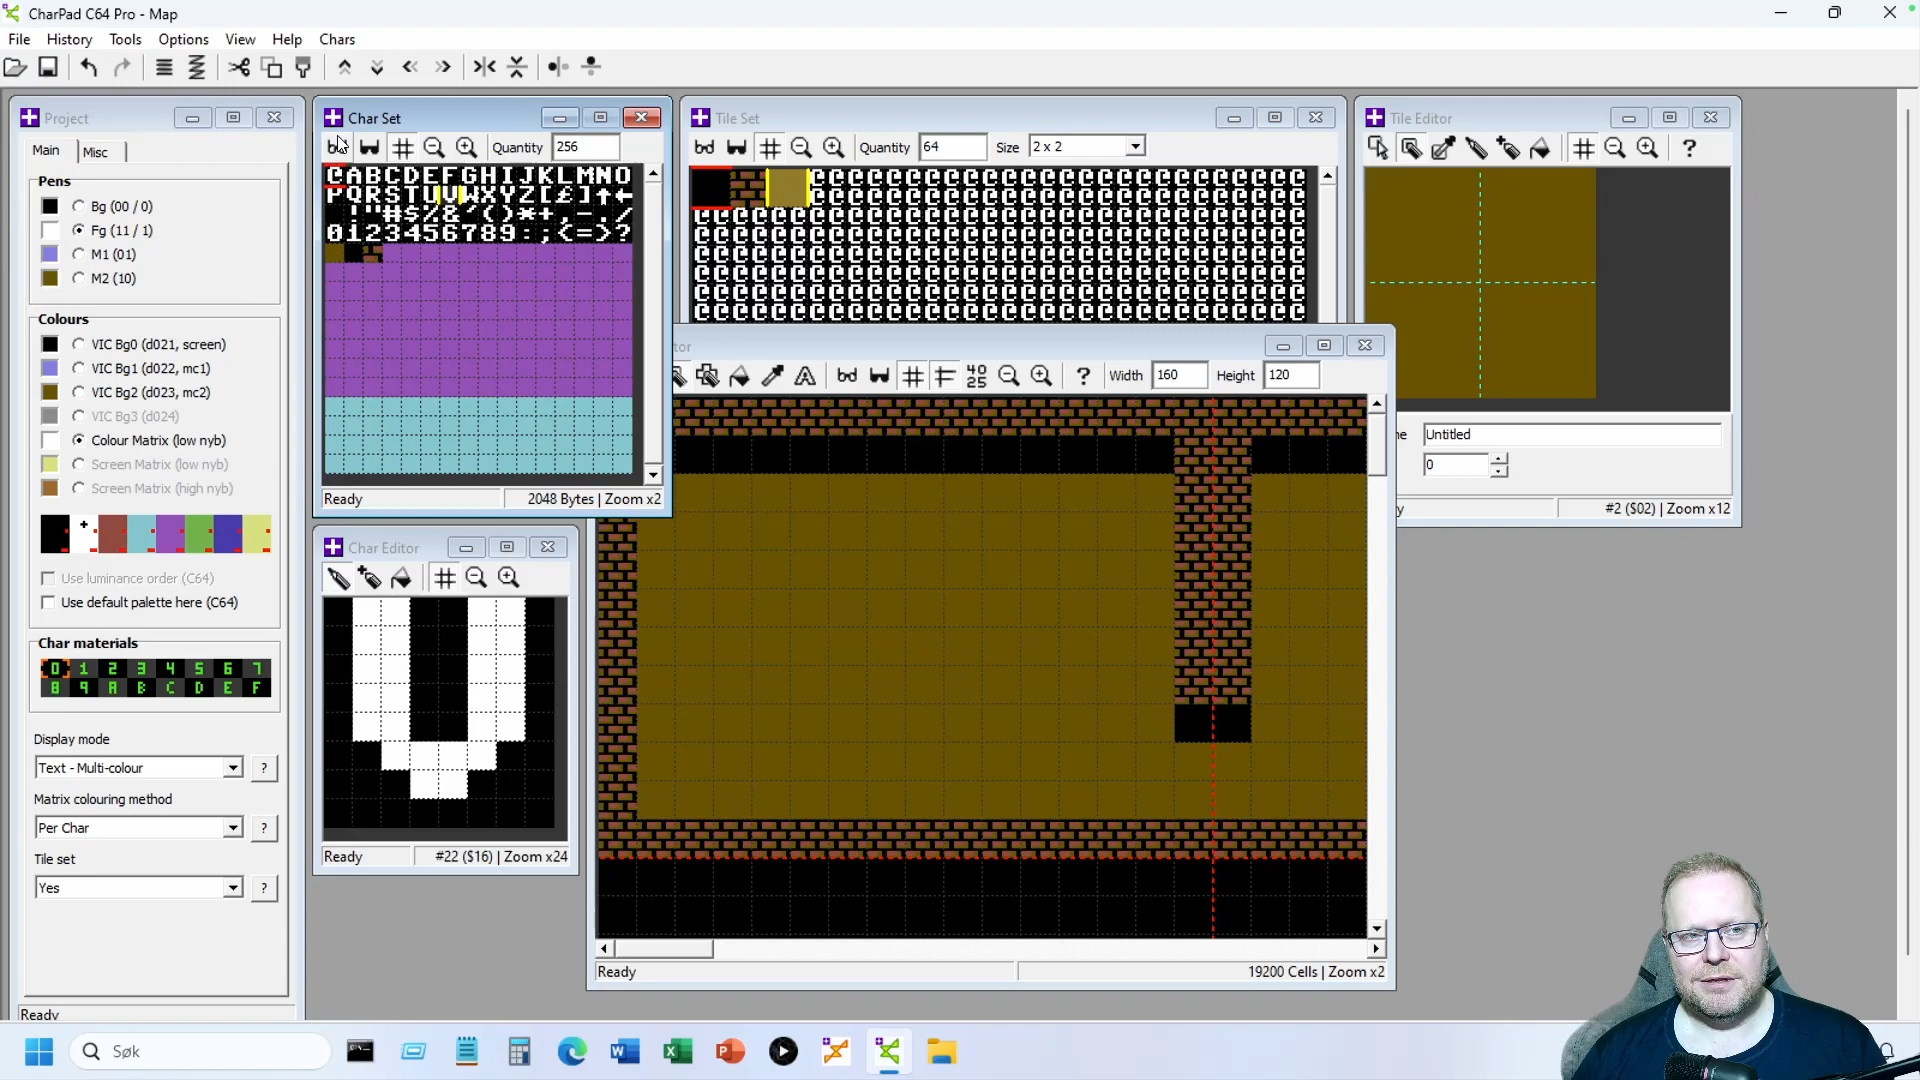 CharPad C64 Pro - Map
File History Tools Options View Help Chars
Project
Main Misc
Pens
Bg (00 / 0)
Fg (11 / 1)
M1 (01)
M2 (10)
Colours
VIC Bg0 (d021, screen)
VIC Bg1 (d022, mc1)
VIC Bg2 (d023, mc2)
VIC Bg3 (d024)
Colour Matrix (low nyb)
Screen Matrix (low nyb)
Screen Matrix (high nyb)
Use luminance order (C64)
Use default palette here (C64)
Char materials
0 1 2 3 4 5 6 7
8 9 A B C D E F
Display mode
Text - Multi-colour ?
Matrix colouring method
Per Char ?
Tile set
Yes ?
Ready
Char Set
Quantity 256
ABCDEFGHIJKLMNO
PQRSTUVWXYZ[£]↑←
!"#$%&'()*+,-./
0123456789:;<=>?
Ready 2048 Bytes | Zoom x2
Char Editor
Ready #22 ($16) | Zoom x24
Tile Set
Quantity 64 Size 2 x 2
Tile Editor
?
Untitled
0
#2 ($02) | Zoom x12
tor
40
25
? Width 160 Height 120
Ready 19200 Cells | Zoom x2
Søk